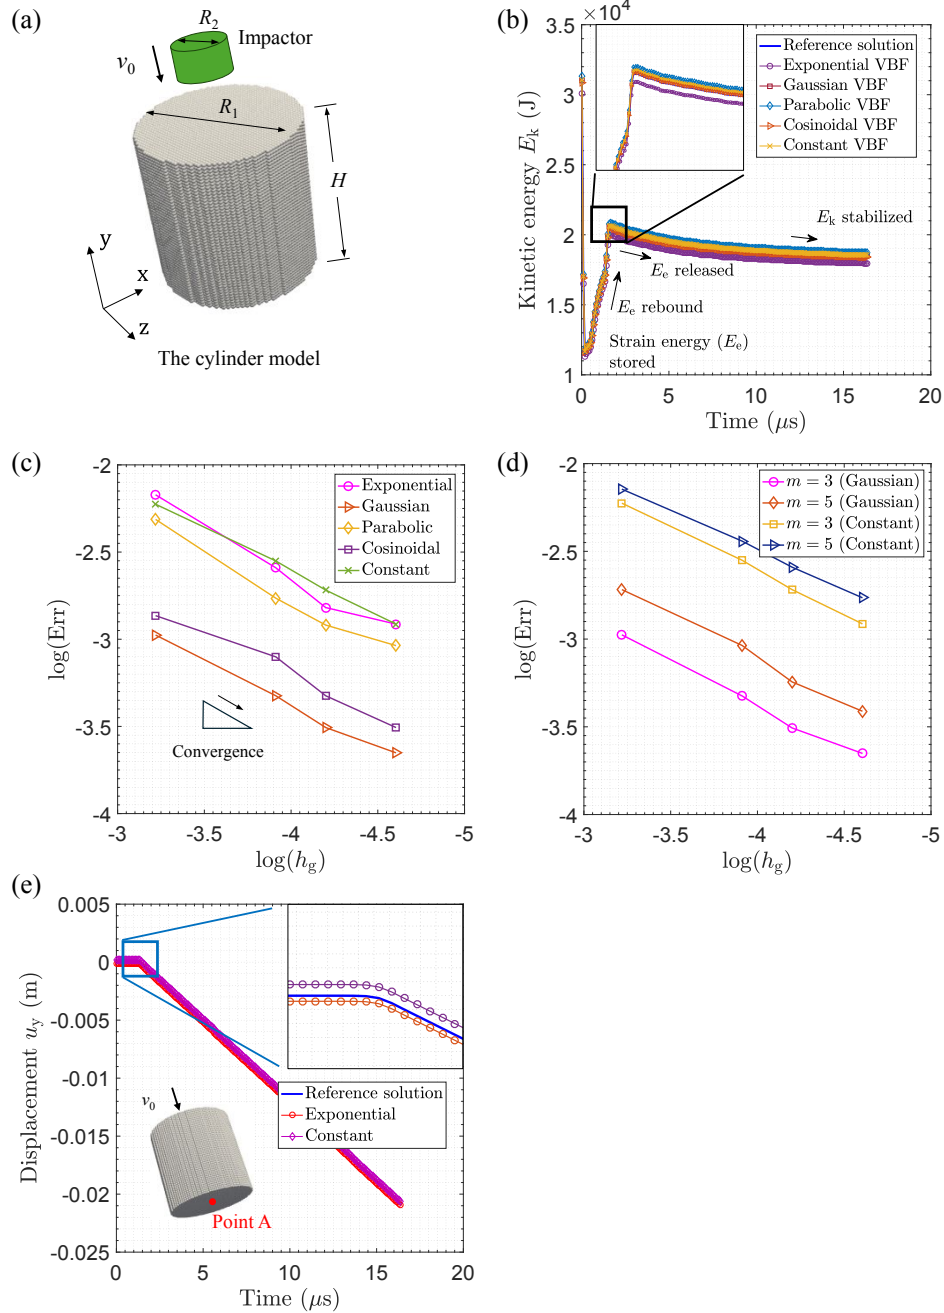 (a)
R₂
Impactor
v₀
R₁
H
y
x
z
The cylinder model
(b)
×10⁴
3.5
3
2.5
2
1.5
1
0
5
10
15
20
Kinetic energy Eₖ (J)
Time (μs)
Reference solution
Exponential VBF
Gaussian VBF
Parabolic VBF
Cosinoidal VBF
Constant VBF
Eₖ stabilized
Eₑ released
Eₑ rebound
Strain energy (Eₑ)
stored
(c)
-2
-2.5
-3
-3.5
-4
-3
-3.5
-4
-4.5
-5
log(Err)
log(h_g)
Exponential
Gaussian
Parabolic
Cosinoidal
Constant
Convergence
(d)
-2
-2.5
-3
-3.5
-4
-3
-3.5
-4
-4.5
-5
log(Err)
log(h_g)
m = 3 (Gaussian)
m = 5 (Gaussian)
m = 3 (Constant)
m = 5 (Constant)
(e)
0.005
0
-0.005
-0.01
-0.015
-0.02
-0.025
0
5
10
15
20
Displacement u_y (m)
Time (μs)
Reference solution
Exponential
Constant
v₀
Point A